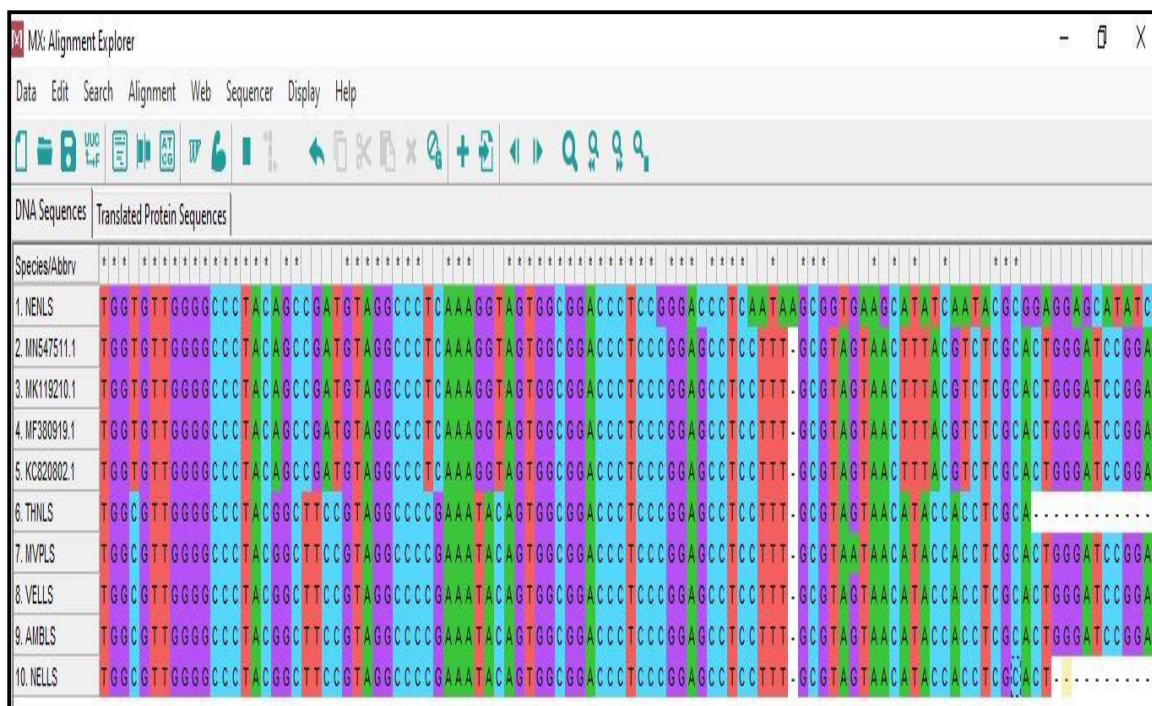 MX: Alignment Explorer
Data Edit Search Alignment Web Sequencer Display Help
DNA Sequences Translated Protein Sequences
Species/Abbrv *** ************* ** ******** *** *************** *** **** * *** * * * ***
1. NENLS TGGTGTTGGGGCCCTACAGCCGATGTAGGCCCTCAAAGGTAGTGGCGGACCCTCCGGGACCCTCAATAAGCGGTGAAGCATATCAATACGCGGAGGAGCATATC
2. MN547511.1 TGGTGTTGGGGCCCTACAGCCGATGTAGGCCCTCAAAGGTAGTGGCGGACCCTCCCGGAGCCTCCTTT-GCGTAGTAACTTTACGTCTCGCACTGGGATCCGGA
3. MK119210.1 TGGTGTTGGGGCCCTACAGCCGATGTAGGCCCTCAAAGGTAGTGGCGGACCCTCCCGGAGCCTCCTTT-GCGTAGTAACTTTACGTCTCGCACTGGGATCCGGA
4. MF380919.1 TGGTGTTGGGGCCCTACAGCCGATGTAGGCCCTCAAAGGTAGTGGCGGACCCTCCCGGAGCCTCCTTT-GCGTAGTAACTTTACGTCTCGCACTGGGATCCGGA
5. KC820802.1 TGGTGTTGGGGCCCTACAGCCGATGTAGGCCCTCAAAGGTAGTGGCGGACCCTCCCGGAGCCTCCTTT-GCGTAGTAACTTTACGTCTCGCACTGGGATCCGGA
6. THNLS TGGCGTTGGGGCCCTACGGCTTCCGTAGGCCCCGAAATACAGTGGCGGACCCTCCCGGAGCCTCCTTT-GCGTAGTAACATACCACCTCGCA------------
7. MVPLS TGGCGTTGGGGCCCTACGGCTTCCGTAGGCCCCGAAATACAGTGGCGGACCCTCCCGGAGCCTCCTTT-GCGTAATAACATACCACCTCGCACTGGGATCCGGA
8. VELLS TGGCGTTGGGGCCCTACGGCTTCCGTAGGCCCCGAAATACAGTGGCGGACCCTCCCGGAGCCTCCTTT-GCGTAGTAACATACCACCTCGCACTGGGATCCGGA
9. AMBLS TGGCGTTGGGGCCCTACGGCTTCCGTAGGCCCCGAAATACAGTGGCGGACCCTCCCGGAGCCTCCTTT-GCGTAGTAACATACCACCTCGCACTGGGATCCGGA
10. NELLS TGGCGTTGGGGCCCTACGGCTTCCGTAGGCCCCGAAATACAGTGGCGGACCCTCCCGGAGCCTCCTTT-GCGTAGTAACATACCACCTCGCACT----------